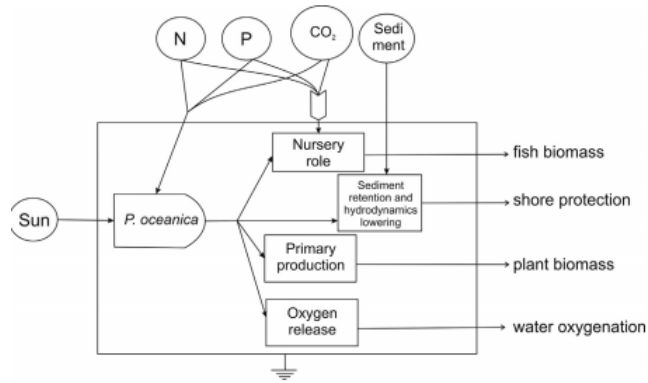 N
P
CO₂
Sedi
ment
Nursery
role
fish biomass
Sediment
retention and
hydrodynamics
lowering
shore protection
Sun
P. oceanica
Primary
production
plant biomass
Oxygen
release
water oxygenation